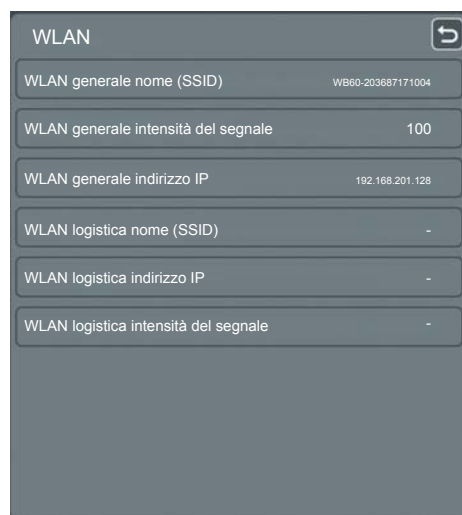 WLAN
WLAN generale nome (SSID) WB60-203687171004
WLAN generale intensità del segnale 100
WLAN generale indirizzo IP 192.168.201.128
WLAN logistica nome (SSID) -
WLAN logistica indirizzo IP -
WLAN logistica intensità del segnale -